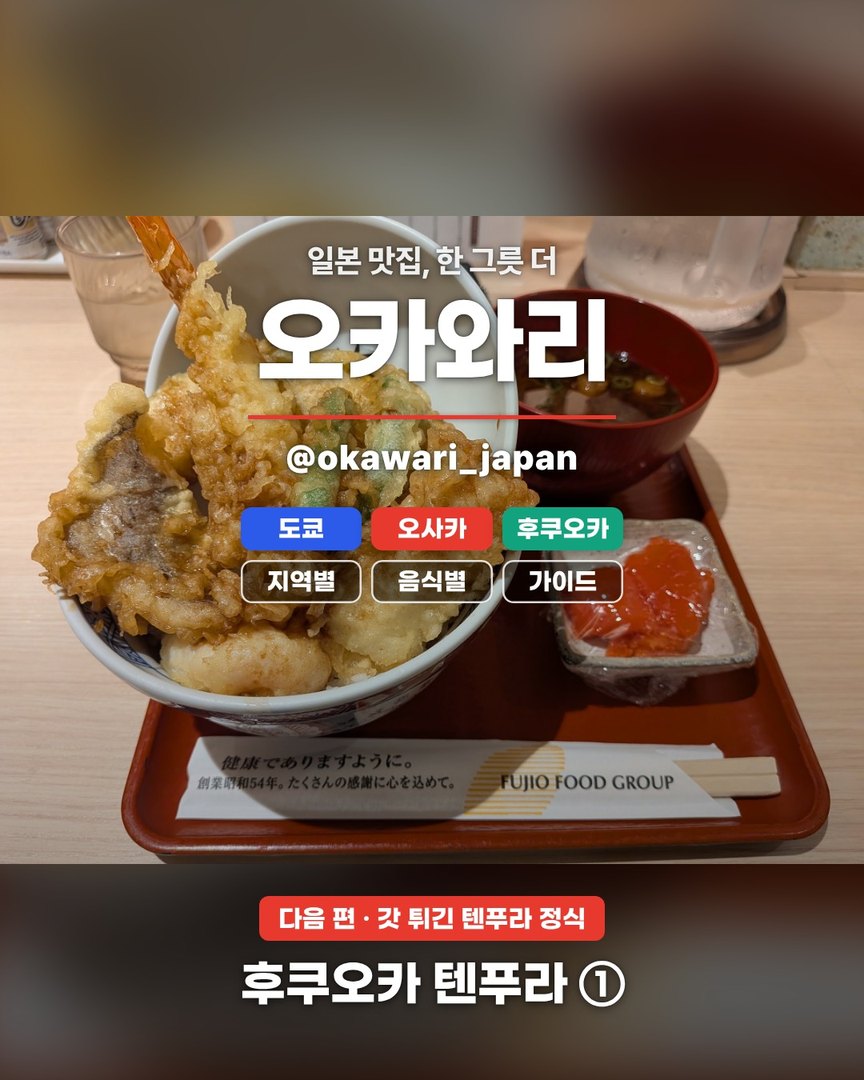 일본 맛집, 한 그릇 더
오카와리
@okawari_japan
도쿄 오사카 후쿠오카
지역별 음식별 가이드
健康でありますように。
創業昭和54年。たくさんの感謝に心を込めて。
FUJIO FOOD GROUP
다음 편 · 갓 튀긴 텐푸라 정식
후쿠오카 텐푸라 ①